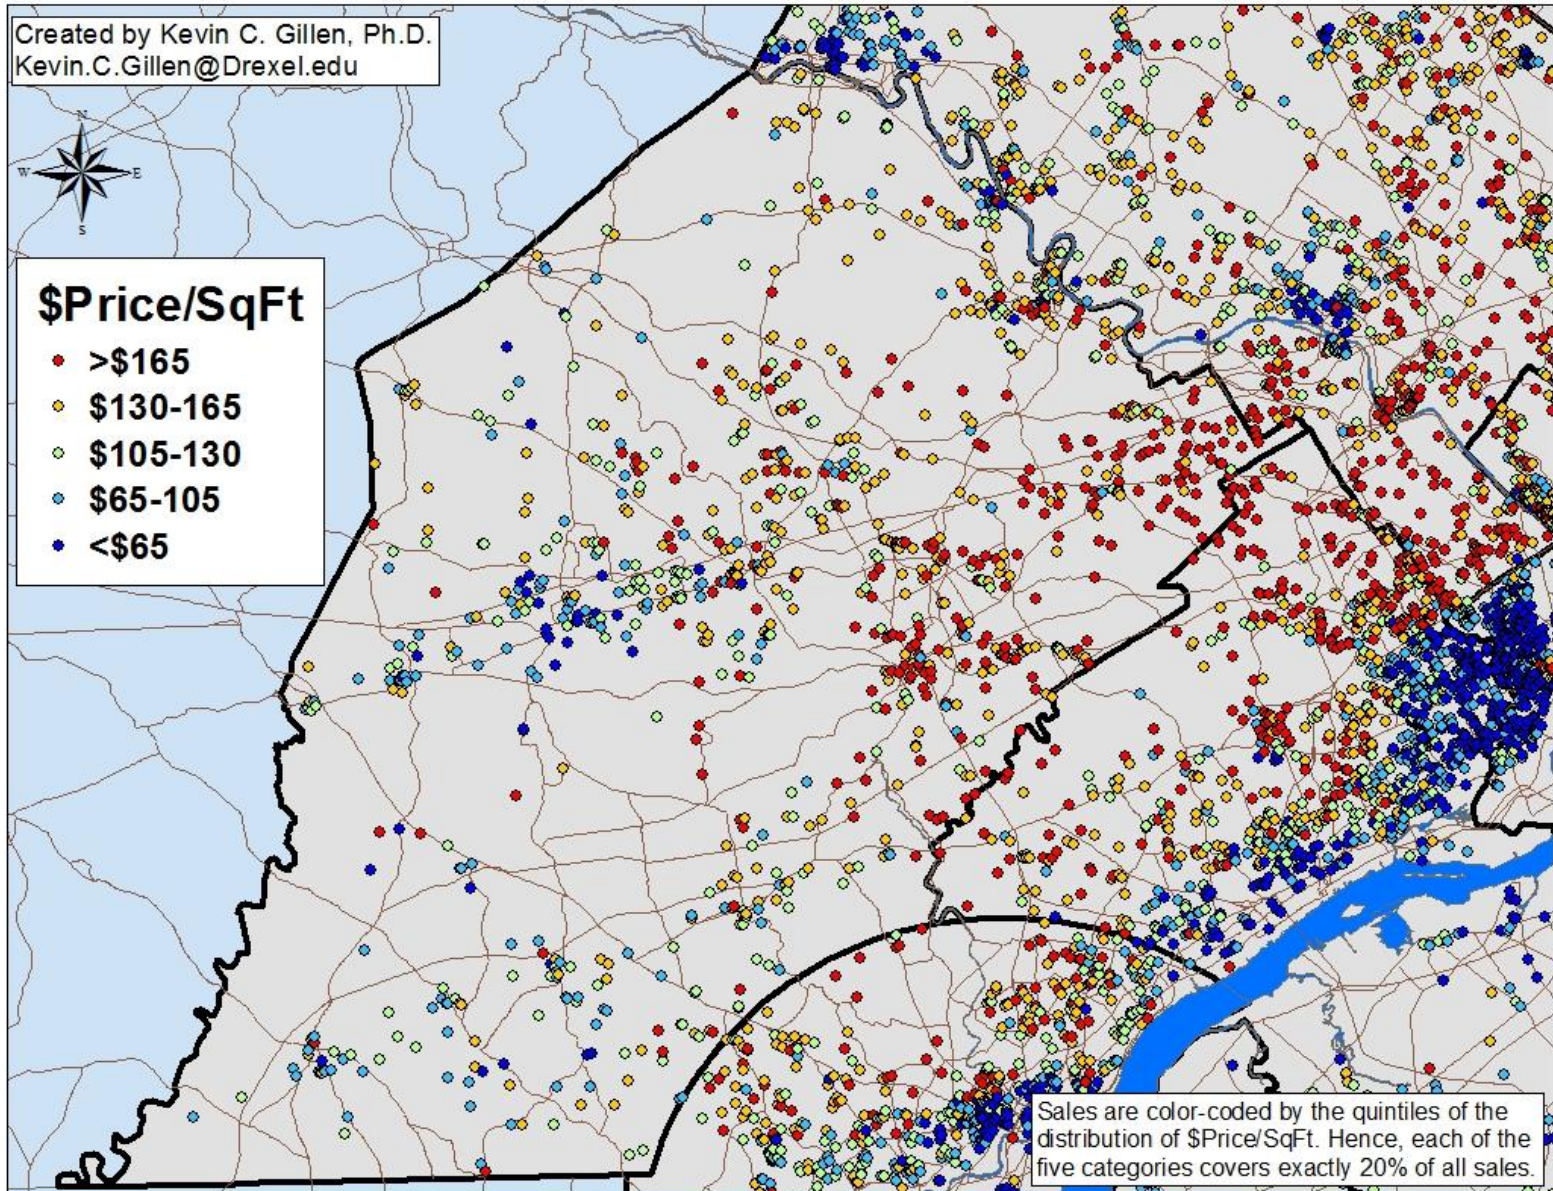 Created by Kevin C. Gillen, Ph.D.
Kevin.C.Gillen@Drexel.edu
N
W
E
S
$Price/SqFt
>$165
$130-165
$105-130
$65-105
<$65
Sales are color-coded by the quintiles of the
distribution of $Price/SqFt. Hence, each of the
five categories covers exactly 20% of all sales.